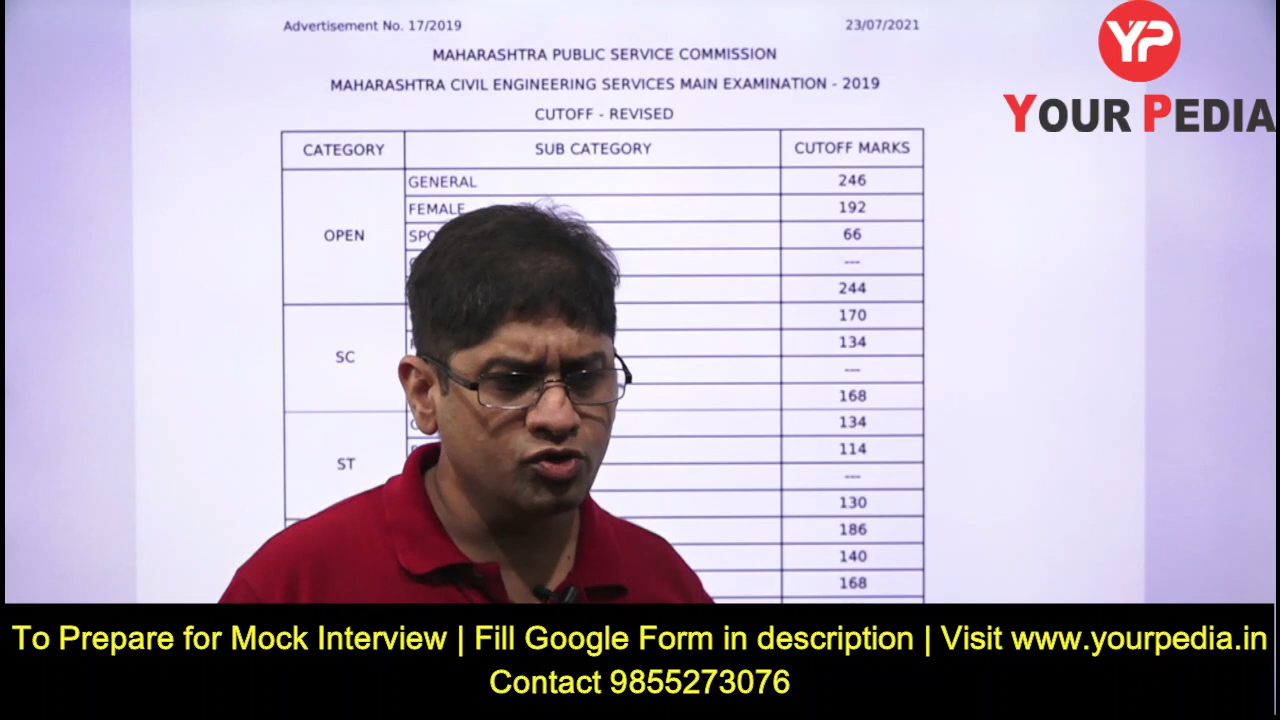 Advertisement No. 17/2019 23/07/2021
YP
YOUR PEDIA
MAHARASHTRA PUBLIC SERVICE COMMISSION
MAHARASHTRA CIVIL ENGINEERING SERVICES MAIN EXAMINATION - 2019
CUTOFF - REVISED
CATEGORY SUB CATEGORY CUTOFF MARKS
GENERAL 246
FEMALE 192
OPEN SPO 66
---
244
170
134
SC
---
168
134
114
ST
---
130
186
140
168
To Prepare for Mock Interview | Fill Google Form in description | Visit www.yourpedia.in
Contact 9855273076